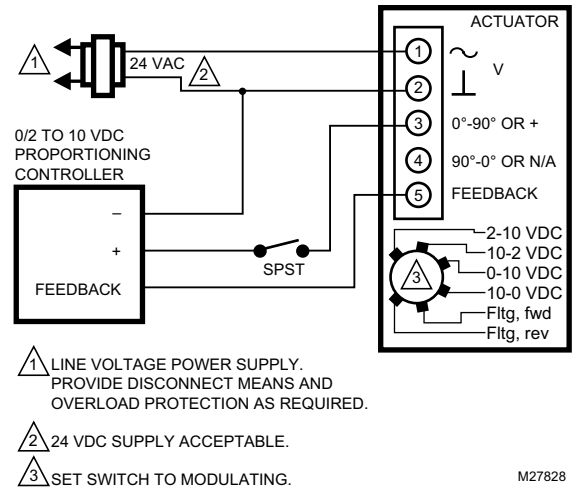 ACTUATOR
1
24 VAC
2
1
2
3
4
5
V
0°-90° OR +
90°-0° OR N/A
FEEDBACK
0/2 TO 10 VDC
PROPORTIONING
CONTROLLER
–
+
FEEDBACK
SPST
3
2-10 VDC
10-2 VDC
0-10 VDC
10-0 VDC
Fltg, fwd
Fltg, rev
1 LINE VOLTAGE POWER SUPPLY.
PROVIDE DISCONNECT MEANS AND
OVERLOAD PROTECTION AS REQUIRED.
2 24 VDC SUPPLY ACCEPTABLE.
3 SET SWITCH TO MODULATING.
M27828